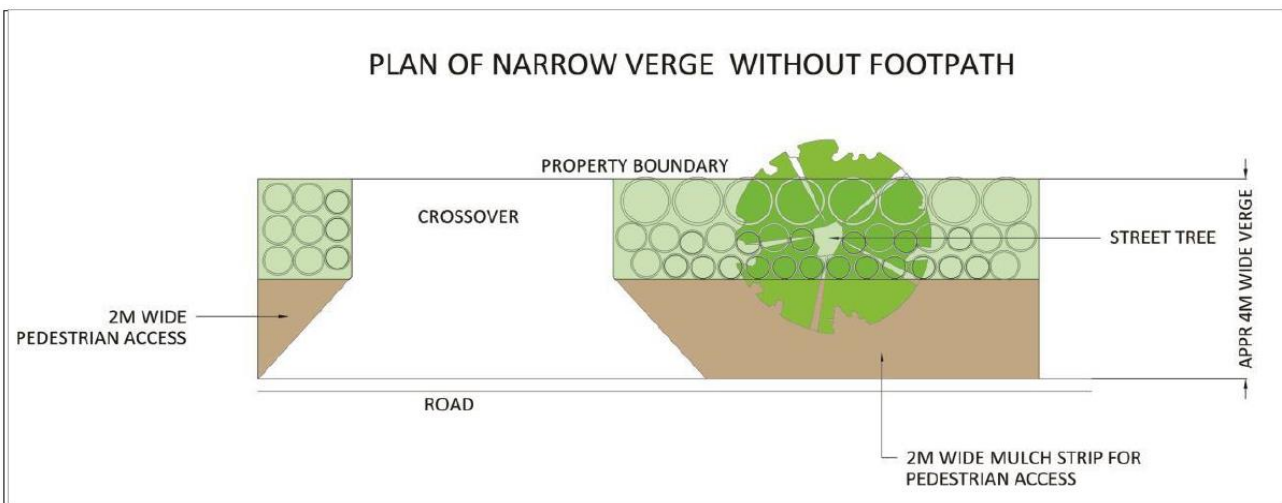 PLAN OF NARROW VERGE WITHOUT FOOTPATH
PROPERTY BOUNDARY
CROSSOVER
STREET TREE
APPR 4M WIDE VERGE
2M WIDE
PEDESTRIAN ACCESS
ROAD
2M WIDE MULCH STRIP FOR
PEDESTRIAN ACCESS